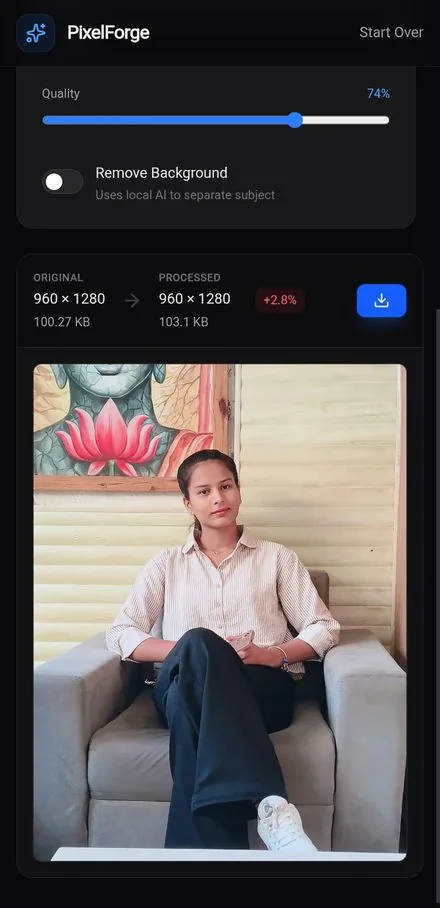 PixelForge
Start Over
Quality
74%
Remove Background
Uses local AI to separate subject
ORIGINAL
960 × 1280
100.27 KB
PROCESSED
960 × 1280
103.1 KB
+2.8%